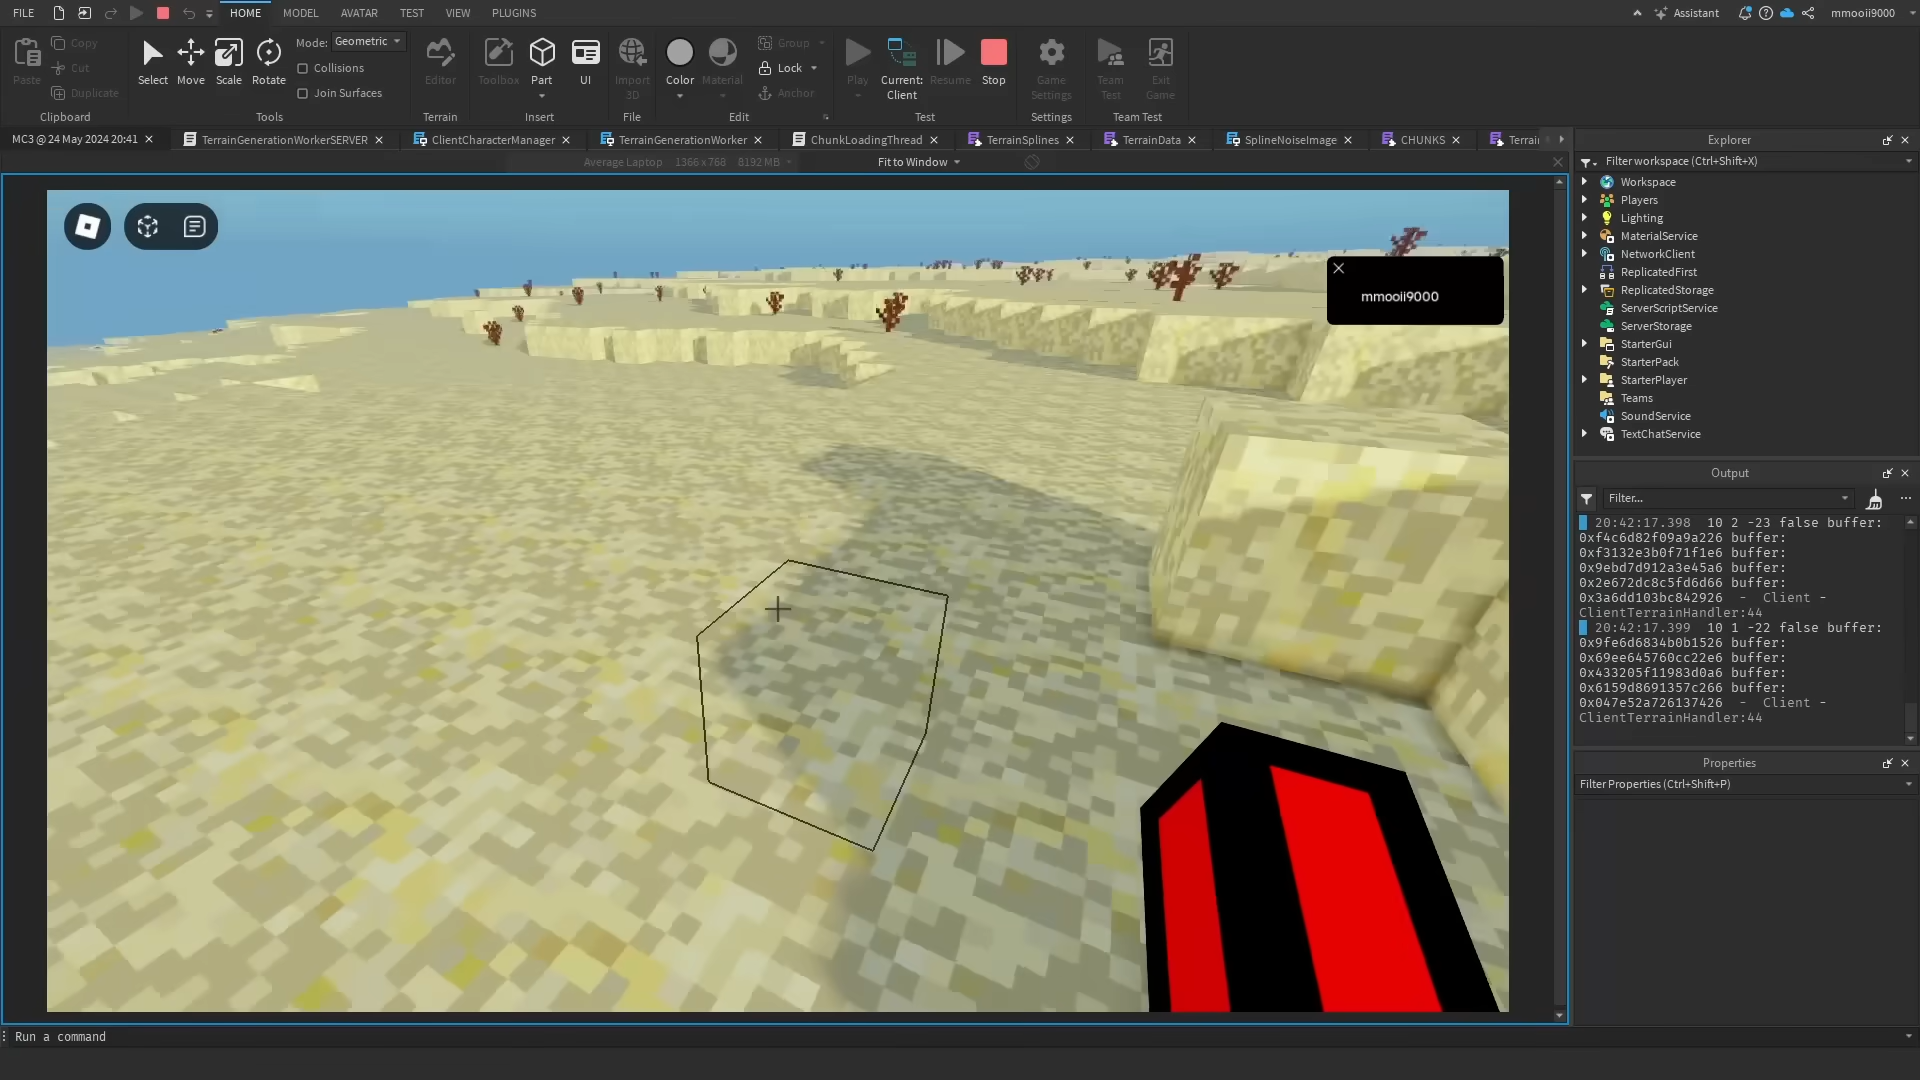 FILE
HOME
MODEL
AVATAR
TEST
VIEW
PLUGINS
Assistant
mmooii9000
Paste
Copy
Cut
Duplicate
Clipboard
Select
Move
Scale
Rotate
Mode:
Geometric
Collisions
Join Surfaces
Tools
Editor
Terrain
Toolbox
Part
UI
Insert
Import
3D
File
Color
Material
Group
Lock
Anchor
Edit
Play
Current:
Client
Resume
Stop
Test
Game
Settings
Settings
Team
Test
Exit
Game
Team Test
MC3 @ 24 May 2024 20:41
TerrainGenerationWorkerSERVER
ClientCharacterManager
TerrainGenerationWorker
ChunkLoadingThread
TerrainSplines
TerrainData
SplineNoiseImage
CHUNKS
Terrai
Average Laptop 1366 x 768 8192 MB
Fit to Window
mmooii9000
Explorer
Filter workspace (Ctrl+Shift+X)
Workspace
Players
Lighting
MaterialService
NetworkClient
ReplicatedFirst
ReplicatedStorage
ServerScriptService
ServerStorage
StarterGui
StarterPack
StarterPlayer
Teams
SoundService
TextChatService
Output
Filter...
20:42:17.398 10 2 -23 false buffer:
0xf4c6d82f09a9a226 buffer:
0xf3132e3b0f71f1e6 buffer:
0x9ebd7d912a3e45a6 buffer:
0x2e672dc8c5fd6d66 buffer:
0x3a6dd103bc842926 - Client -
ClientTerrainHandler:44
20:42:17.399 10 1 -22 false buffer:
0x9fe6d6834b0b1526 buffer:
0x69ee645760cc22e6 buffer:
0x433205f11983d0a6 buffer:
0x6159d8691357c266 buffer:
0x047e52a726137426 - Client -
ClientTerrainHandler:44
Properties
Filter Properties (Ctrl+Shift+P)
Run a command